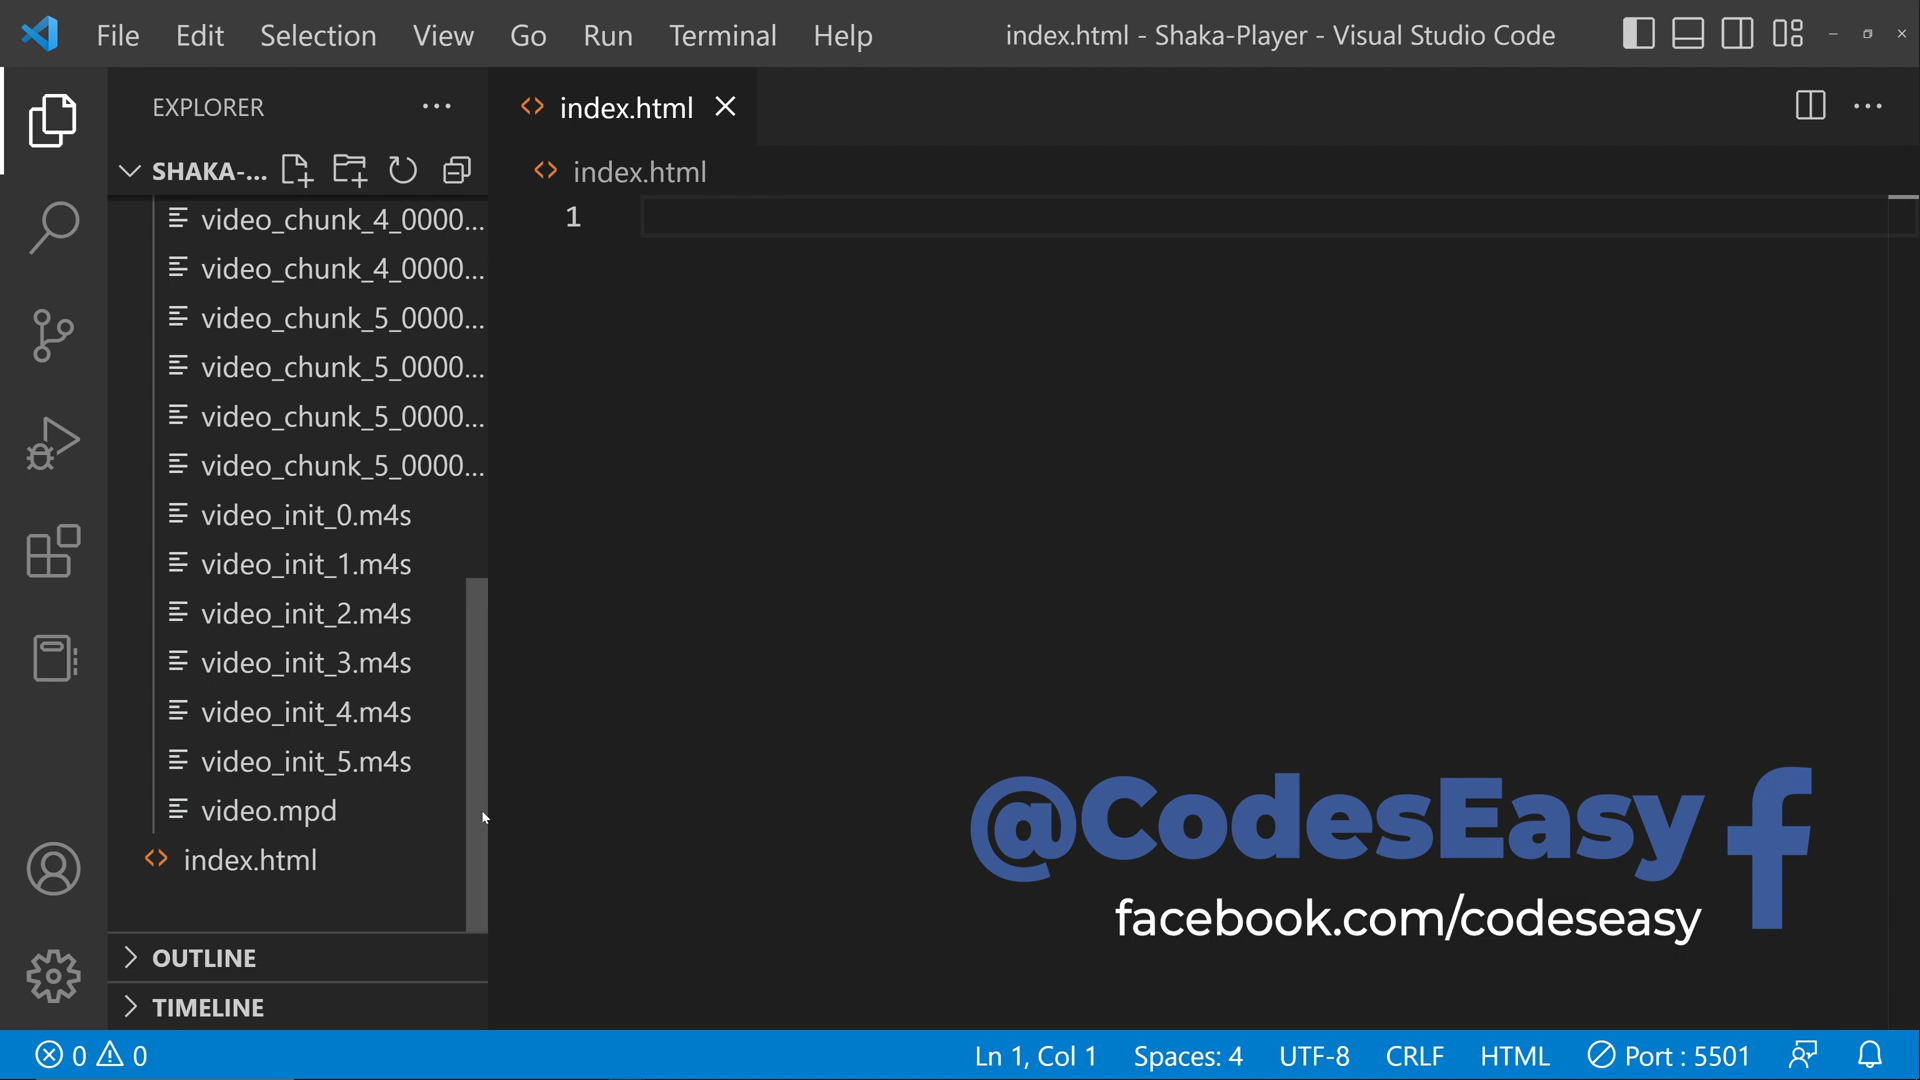 File Edit Selection View Go Run Terminal Help
index.html - Shaka-Player - Visual Studio Code
EXPLORER
SHAKA-...
video_chunk_4_0000...
video_chunk_4_0000...
video_chunk_5_0000...
video_chunk_5_0000...
video_chunk_5_0000...
video_chunk_5_0000...
video_init_0.m4s
video_init_1.m4s
video_init_2.m4s
video_init_3.m4s
video_init_4.m4s
video_init_5.m4s
video.mpd
index.html
OUTLINE
TIMELINE
index.html
index.html
1
@CodesEasy
facebook.com/codeseasy
0 0
Ln 1, Col 1 Spaces: 4 UTF-8 CRLF HTML Port : 5501